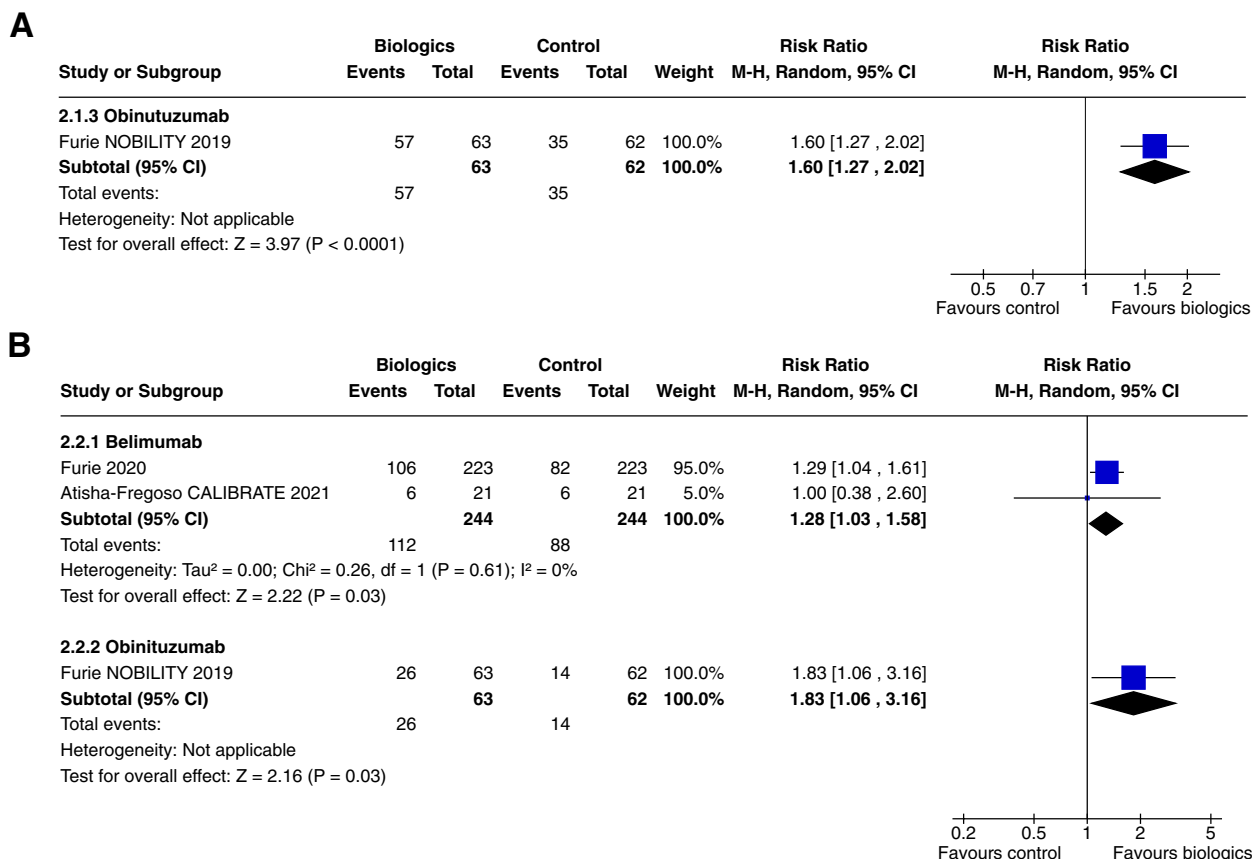 A
Biologics Control Risk Ratio Risk Ratio
Study or Subgroup Events Total Events Total Weight M-H, Random, 95% CI M-H, Random, 95% CI
2.1.3 Obinutuzumab
Furie NOBILITY 2019 57 63 35 62 100.0% 1.60 [1.27 , 2.02]
Subtotal (95% CI) 63 62 100.0% 1.60 [1.27 , 2.02]
Total events: 57 35
Heterogeneity: Not applicable
Test for overall effect: Z = 3.97 (P < 0.0001)
0.5 0.7 1 1.5 2
Favours control Favours biologics
B
Biologics Control Risk Ratio Risk Ratio
Study or Subgroup Events Total Events Total Weight M-H, Random, 95% CI M-H, Random, 95% CI
2.2.1 Belimumab
Furie 2020 106 223 82 223 95.0% 1.29 [1.04 , 1.61]
Atisha-Fregoso CALIBRATE 2021 6 21 6 21 5.0% 1.00 [0.38 , 2.60]
Subtotal (95% CI) 244 244 100.0% 1.28 [1.03 , 1.58]
Total events: 112 88
Heterogeneity: Tau² = 0.00; Chi² = 0.26, df = 1 (P = 0.61); I² = 0%
Test for overall effect: Z = 2.22 (P = 0.03)
2.2.2 Obinituzumab
Furie NOBILITY 2019 26 63 14 62 100.0% 1.83 [1.06 , 3.16]
Subtotal (95% CI) 63 62 100.0% 1.83 [1.06 , 3.16]
Total events: 26 14
Heterogeneity: Not applicable
Test for overall effect: Z = 2.16 (P = 0.03)
0.2 0.5 1 2 5
Favours control Favours biologics